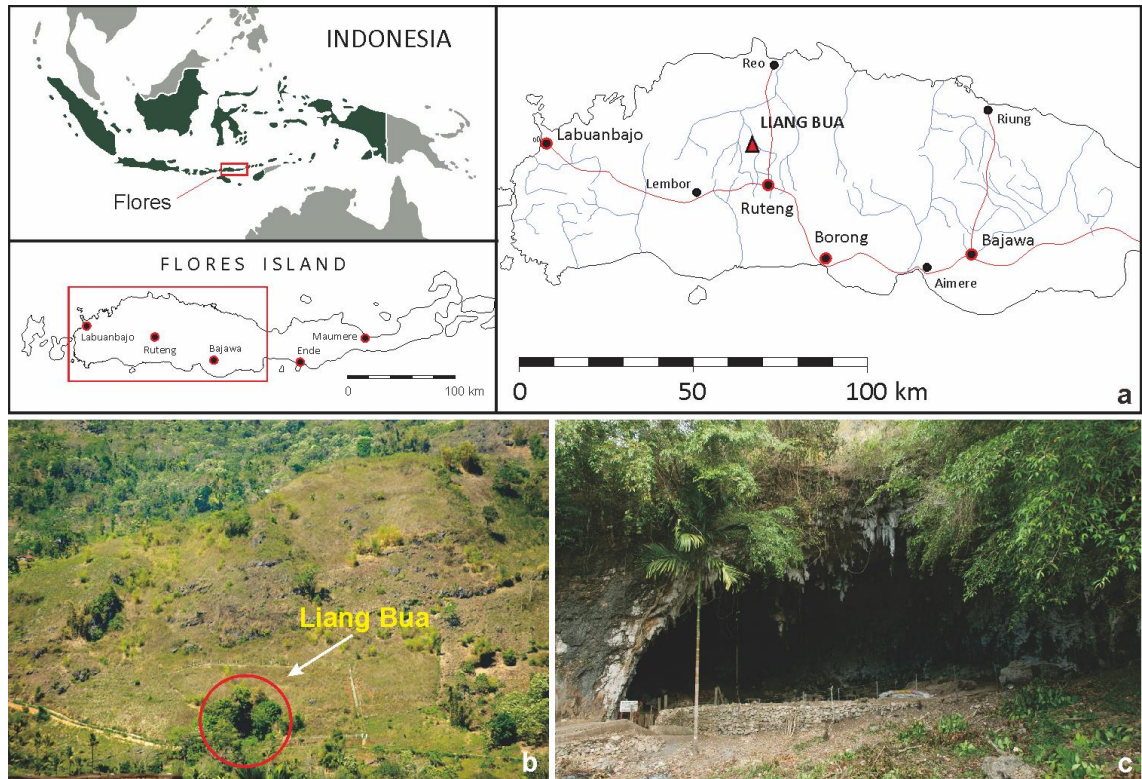 INDONESIA
Flores
FLORES ISLAND
Labuanbajo
Ruteng
Bajawa
Ende
Maumere
100 km
Reo
Riung
LIANG BUA
Labuanbajo
Lembor
Ruteng
Borong
Bajawa
Aimere
0 50 100 km
a
Liang Bua
b
c